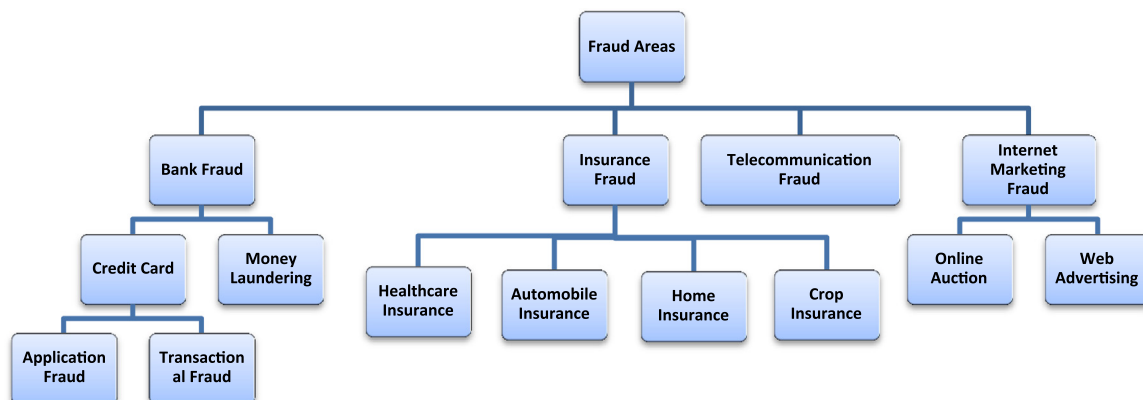 Fraud Areas
Bank Fraud
Insurance
Fraud
Telecommunication
Fraud
Internet
Marketing
Fraud
Credit Card
Money
Laundering
Healthcare
Insurance
Automobile
Insurance
Home
Insurance
Crop
Insurance
Online
Auction
Web
Advertising
Application
Fraud
Transaction
al Fraud